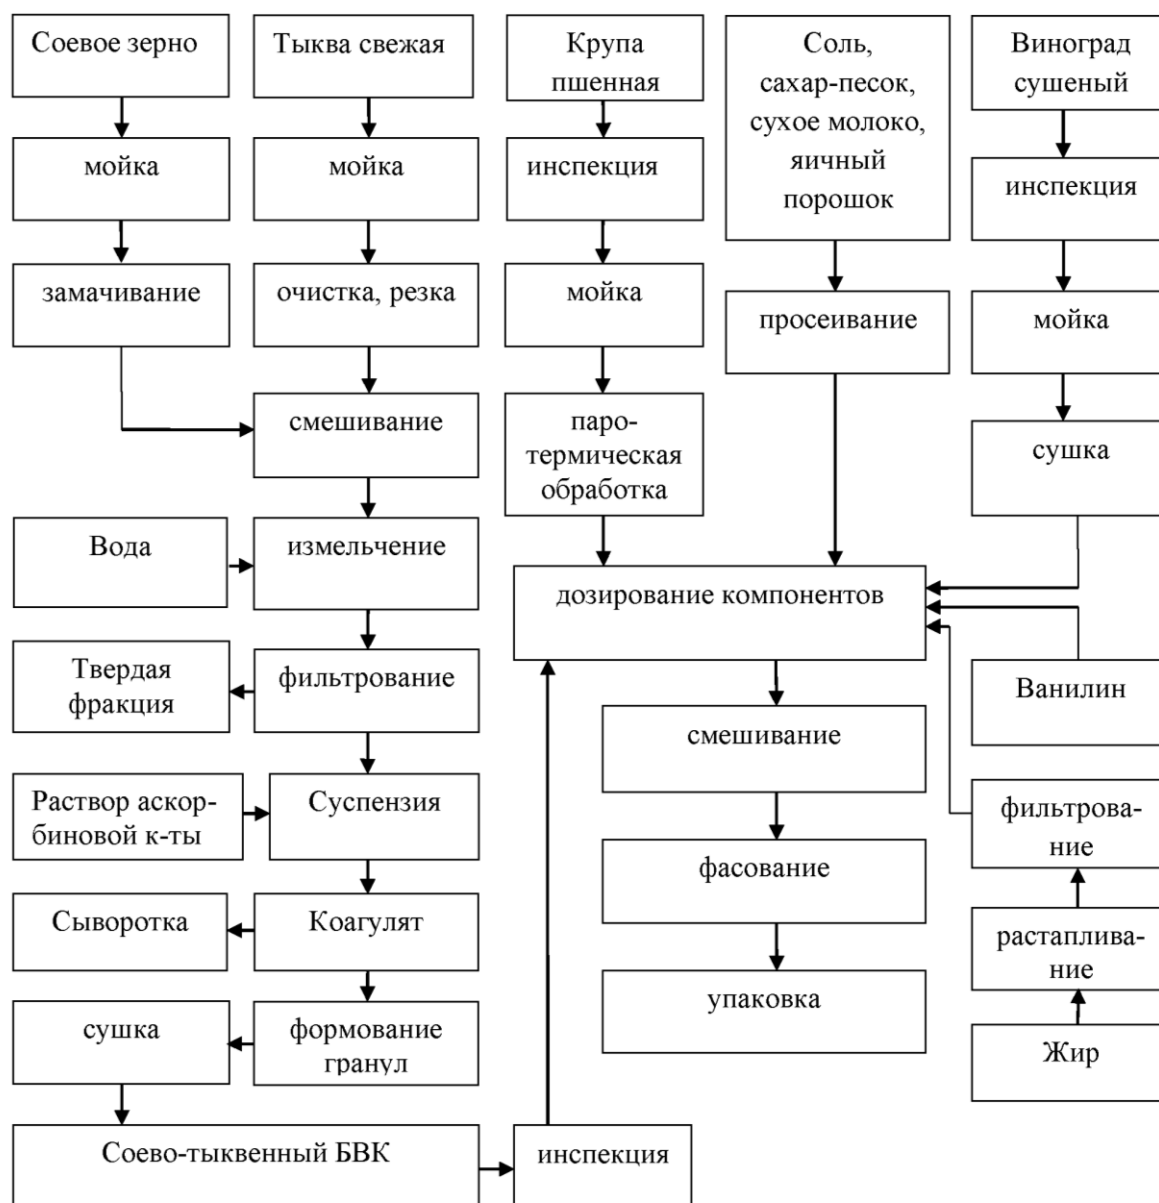 Соевое зерно
мойка
замачивание
Тыква свежая
мойка
очистка, резка
смешивание
Вода
измельчение
Твердая
фракция
фильтрование
Раствор аскор-
биновой к-ты
Суспензия
Сыворотка
Коагулят
сушка
формование
гранул
Соево-тыквенный БВК
инспекция
Крупа
пшенная
инспекция
мойка
паро-
термическая
обработка
Соль,
сахар-песок,
сухое молоко,
яичный
порошок
просеивание
Виноград
сушеный
инспекция
мойка
сушка
дозирование компонентов
Ванилин
фильтрова-
ние
растаплива-
ние
Жир
смешивание
фасование
упаковка